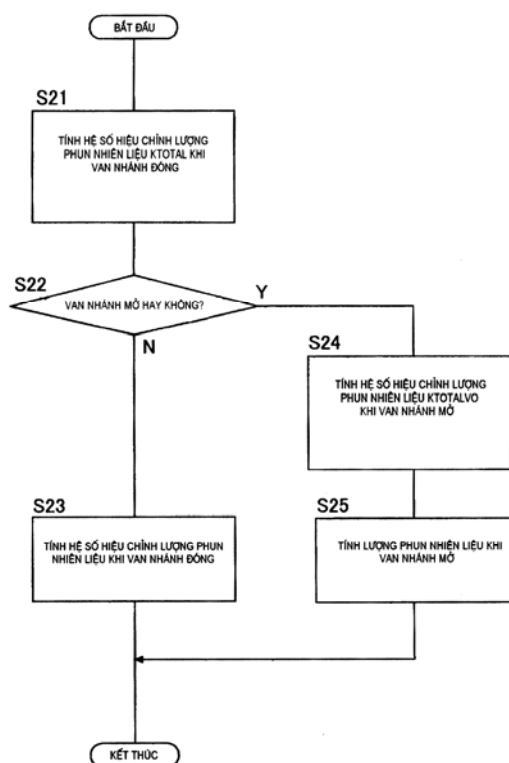 BẮT ĐẦU
S21
TÍNH HỆ SỐ HIỆU CHỈNH LƯỢNG
PHUN NHIÊN LIỆU KTOTAL KHI
VAN NHÁNH ĐÓNG
S22
VAN NHÁNH MỞ HAY KHÔNG?
Y
N
S24
TÍNH HỆ SỐ HIỆU CHỈNH LƯỢNG
PHUN NHIÊN LIỆU KTOTALVO
KHI VAN NHÁNH MỞ
S23
TÍNH HỆ SỐ HIỆU CHỈNH LƯỢNG PHUN
NHIÊN LIỆU KHI VAN NHÁNH ĐÓNG
S25
TÍNH LƯỢNG PHUN NHIÊN LIỆU KHI
VAN NHÁNH MỞ
KẾT THÚC